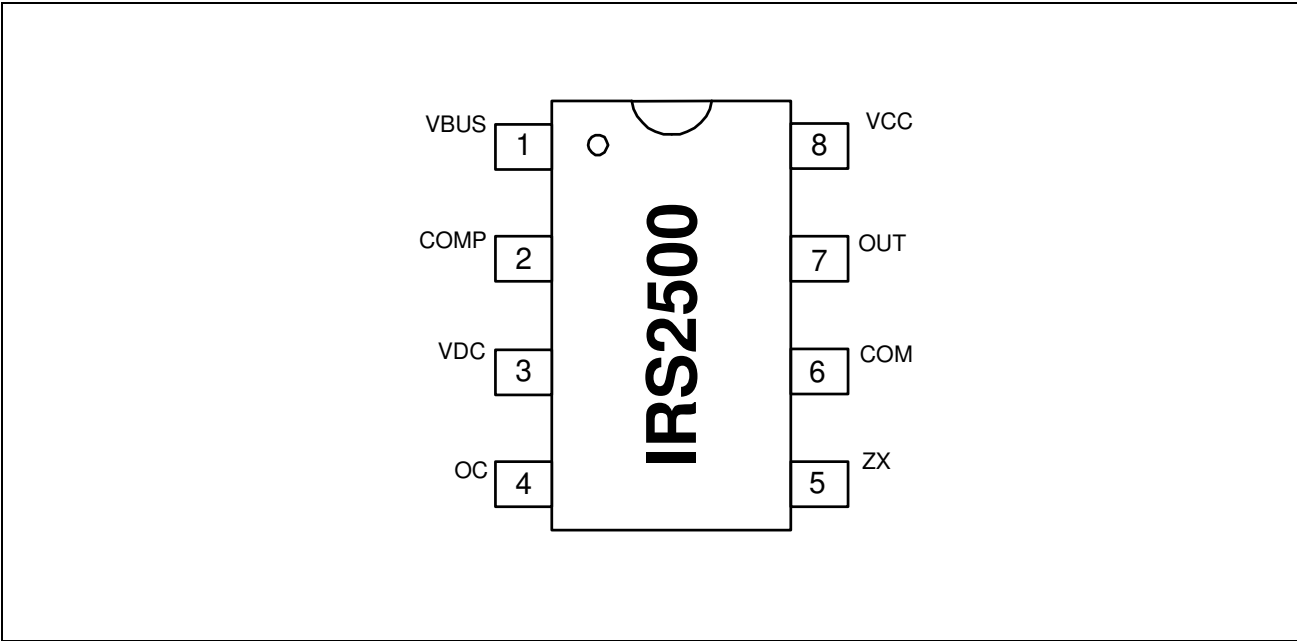 VBUS 1
8 VCC
COMP 2
7 OUT
VDC 3
6 COM
OC 4
5 ZX
IRS2500